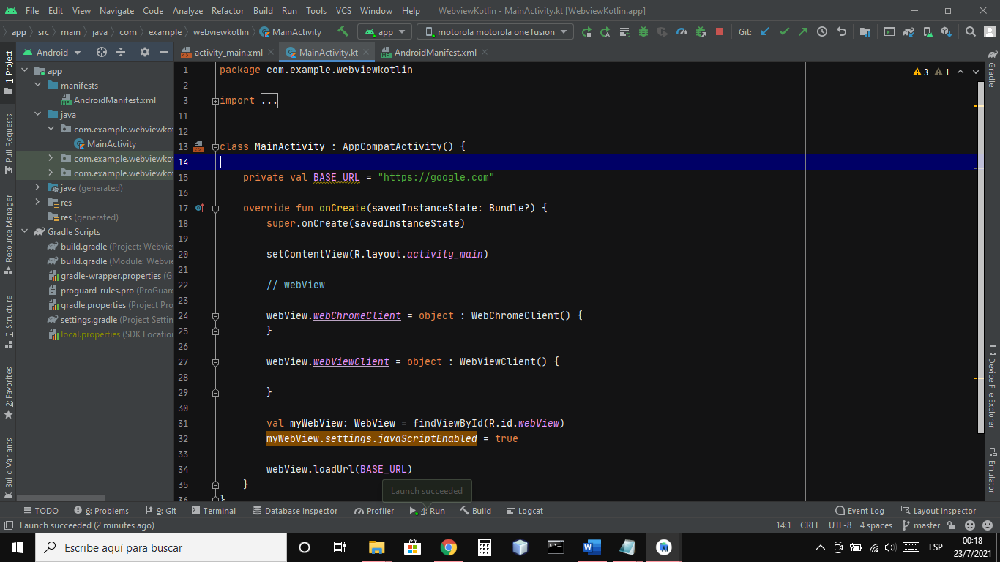 File Edit View Navigate Code Analyze Refactor Build Run Tools VCS Window Help WebviewKotlin - MainActivity.kt [WebviewKotlin.app]
app src main java com example webviewkotlin MainActivity app motorola motorola one fusion Git:
Android activity_main.xml MainActivity.kt AndroidManifest.xml
1: Project
Pull Requests
Resource Manager
7: Structure
2: Favorites
Build Variants
app
manifests
AndroidManifest.xml
java
com.example.webviewkot
MainActivity
com.example.webviewkot
com.example.webviewkot
java (generated)
res
res (generated)
Gradle Scripts
build.gradle (Project: Webview
build.gradle (Module: Webvie
gradle-wrapper.properties (G
proguard-rules.pro (ProGuard
gradle.properties (Project Pro
settings.gradle (Project Settin
local.properties (SDK Location
3 1
1 package com.example.webviewkotlin
2
3 import ...
11
12
13 class MainActivity : AppCompatActivity() {
14
15 private val BASE_URL = "https://google.com"
16
17 override fun onCreate(savedInstanceState: Bundle?) {
18 super.onCreate(savedInstanceState)
19
20 setContentView(R.layout.activity_main)
21
22 // webView
23
24 webView.webChromeClient = object : WebChromeClient() {
25 }
26
27 webView.webViewClient = object : WebViewClient() {
28
29 }
30
31 val myWebView: WebView = findViewById(R.id.webView)
32 myWebView.settings.javaScriptEnabled = true
33
34 webView.loadUrl(BASE_URL)
35 }
36 }
Launch succeeded
Gradle
Device File Explorer
Emulator
TODO 6: Problems 9: Git Terminal Database Inspector Profiler 4: Run Build Logcat Event Log Layout Inspector
Launch succeeded (2 minutes ago) 14:1 CRLF UTF-8 4 spaces master
Escribe aquí para buscar ESP 00:18
23/7/2021